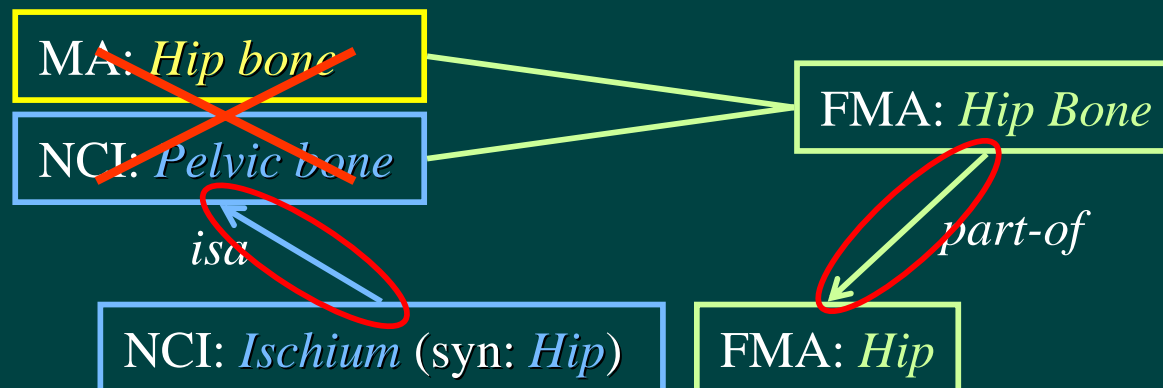 MA: Hip bone
FMA: Hip Bone
NCI: Pelvic bone
isa
part-of
NCI: Ischium (syn: Hip)
FMA: Hip